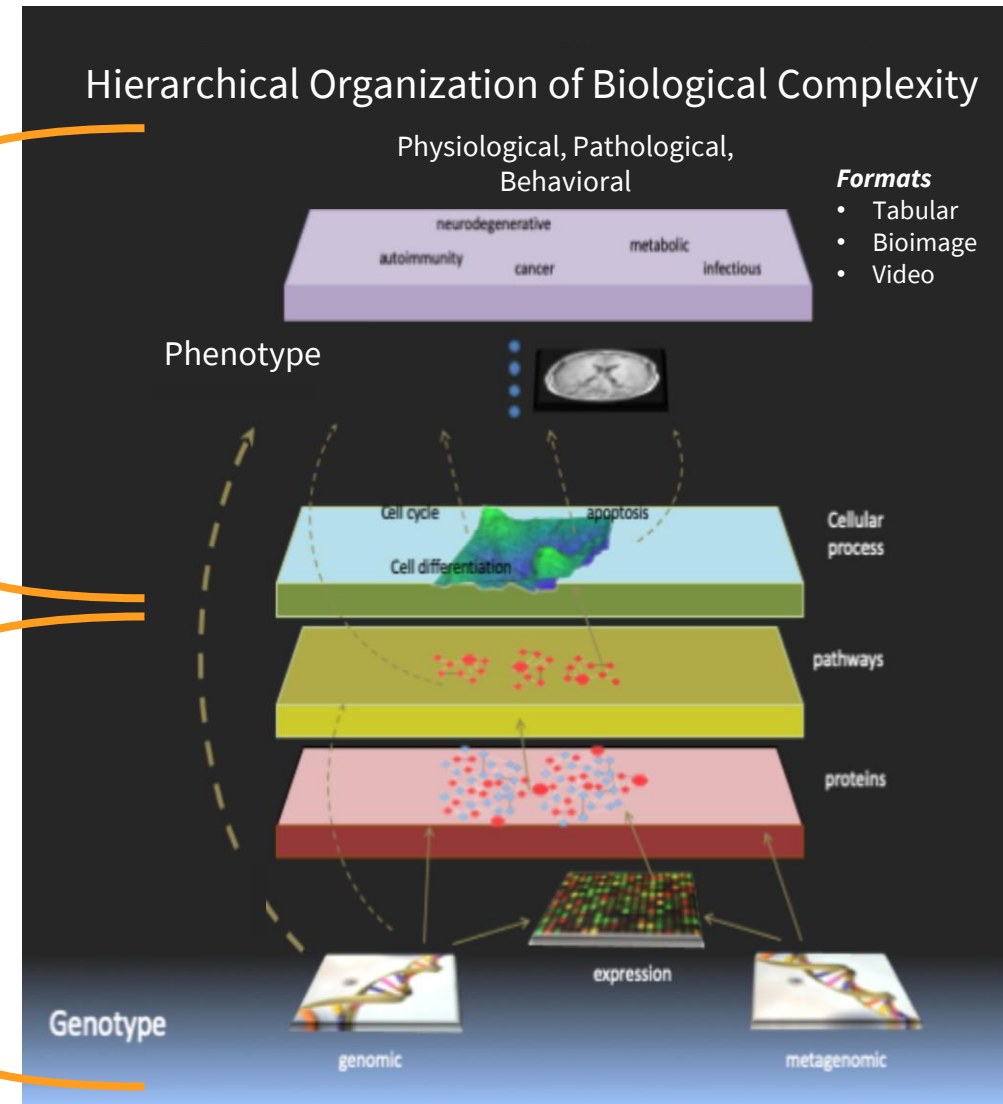 Hierarchical Organization of Biological Complexity
Physiological, Pathological,
Behavioral
Formats
• Tabular
• Bioimage
• Video
neurodegenerative
metabolic
autoimmunity
cancer
infectious
Phenotype
Cell cycle
apoptosis
Cell differentiation
Cellular
process
pathways
proteins
expression
Genotype
genomic
metagenomic